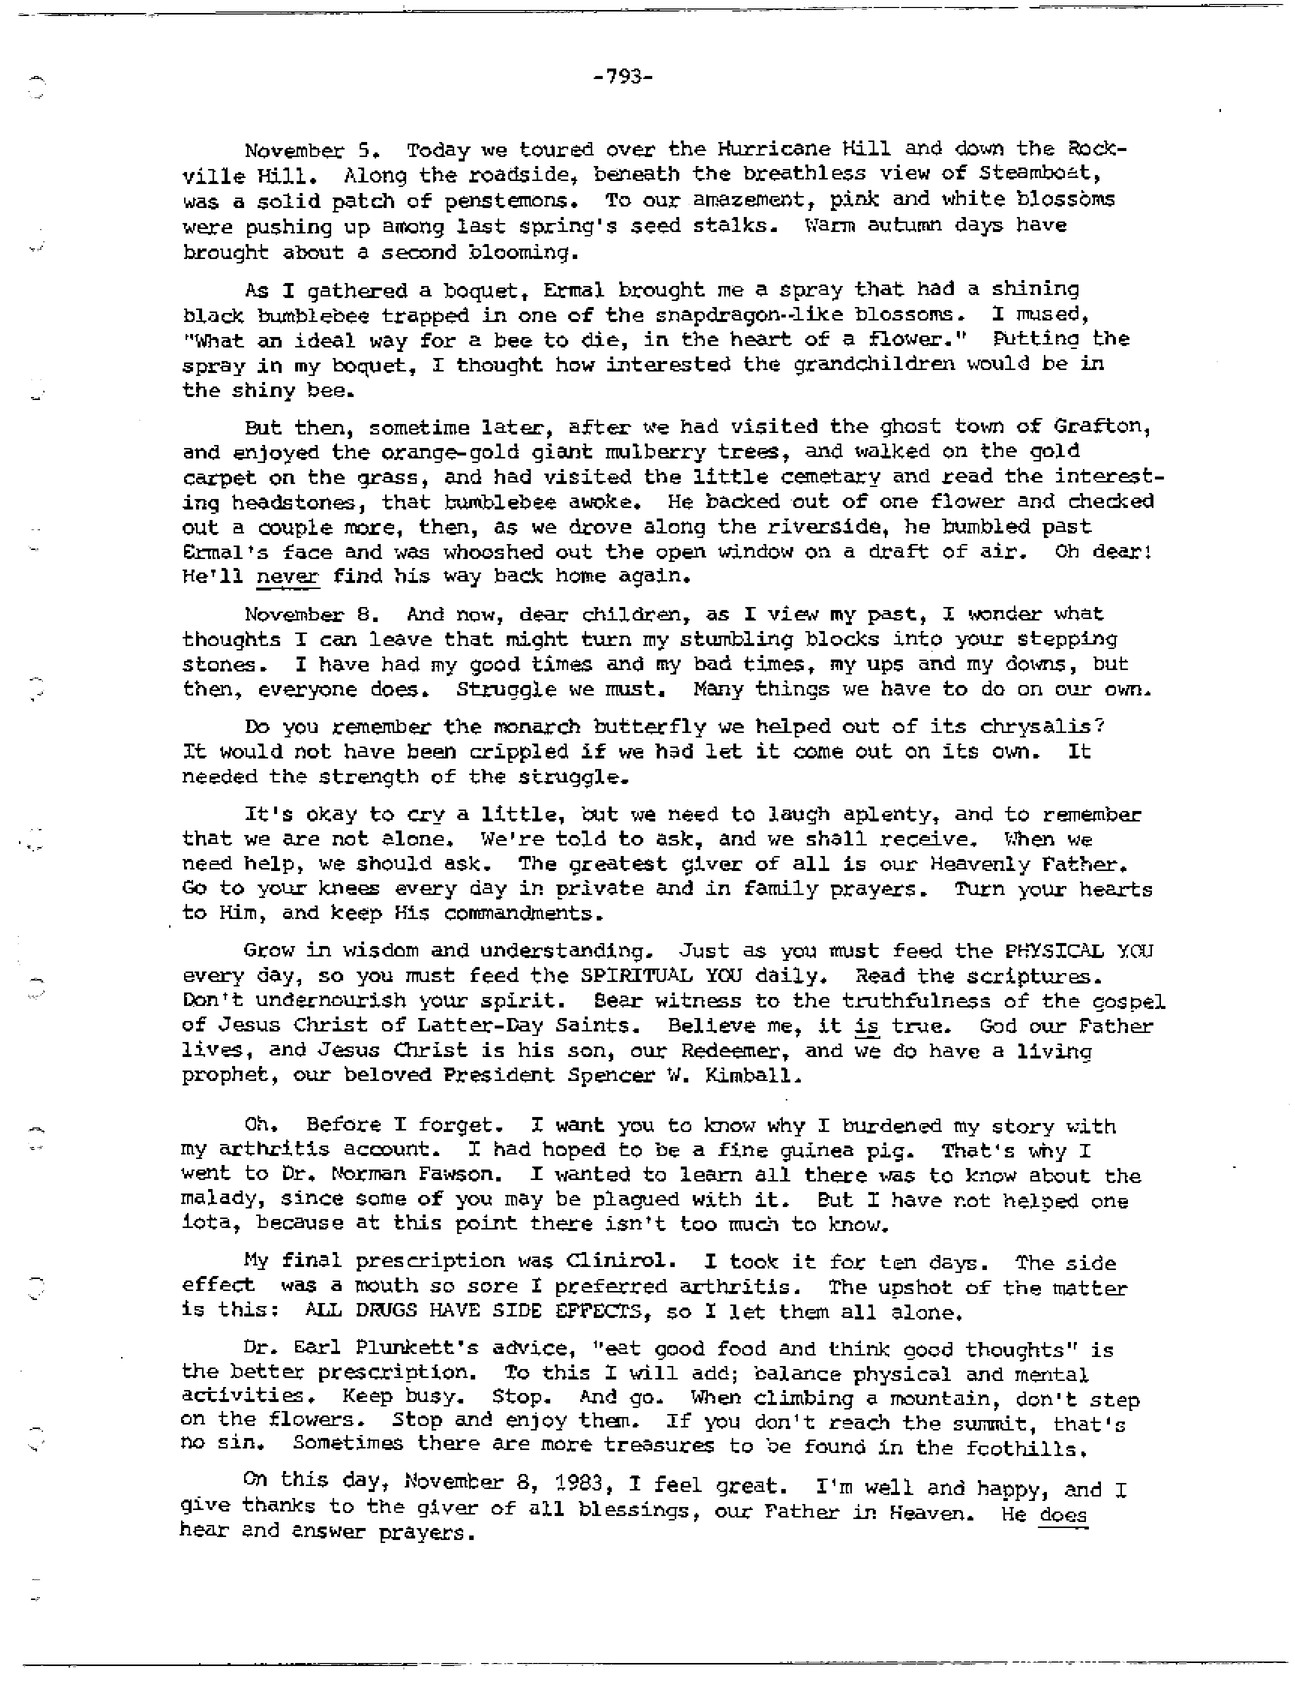 -793-
November 5. Today we toured over the Hurricane Hill and down the Rock-
ville Hill. Along the roadside, beneath the breathless view of Steamboat,
was a solid patch of penstemons. To our amazement, pink and white blossoms
were pushing up among last spring's seed stalks. Warm autumn days have
brought about a second blooming.
As I gathered a boquet, Ermal brought me a spray that had a shining
black bumblebee trapped in one of the snapdragon-like blossoms. I mused,
"What an ideal way for a bee to die, in the heart of a flower." Putting the
spray in my boquet, I thought how interested the grandchildren would be in
the shiny bee.
But then, sometime later, after we had visited the ghost town of Grafton,
and enjoyed the orange-gold giant mulberry trees, and walked on the gold
carpet on the grass, and had visited the little cemetary and read the interest-
ing headstones, that bumblebee awoke. He backed out of one flower and checked
out a couple more, then, as we drove along the riverside, he bumbled past
Ermal's face and was whooshed out the open window on a draft of air. Oh dear!
He'll never find his way back home again.
November 8. And now, dear children, as I view my past, I wonder what
thoughts I can leave that might turn my stumbling blocks into your stepping
stones. I have had my good times and my bad times, my ups and my downs, but
then, everyone does. Struggle we must. Many things we have to do on our own.
Do you remember the monarch butterfly we helped out of its chrysalis?
It would not have been crippled if we had let it come out on its own. It
needed the strength of the struggle.
It's okay to cry a little, but we need to laugh aplenty, and to remember
that we are not alone. We're told to ask, and we shall receive. When we
need help, we should ask. The greatest giver of all is our Heavenly Father.
Go to your knees every day in private and in family prayers. Turn your hearts
to Him, and keep His commandments.
Grow in wisdom and understanding. Just as you must feed the PHYSICAL YOU
every day, so you must feed the SPIRITUAL YOU daily. Read the scriptures.
Don't undernourish your spirit. Bear witness to the truthfulness of the gospel
of Jesus Christ of Latter-Day Saints. Believe me, it is true. God our Father
lives, and Jesus Christ is his son, our Redeemer, and we do have a living
prophet, our beloved President Spencer W. Kimball.
Oh. Before I forget. I want you to know why I burdened my story with
my arthritis account. I had hoped to be a fine guinea pig. That's why I
went to Dr. Norman Fawson. I wanted to learn all there was to know about the
malady, since some of you may be plagued with it. But I have not helped one
iota, because at this point there isn't too much to know.
My final prescription was Clinirol. I took it for ten days. The side
effect was a mouth so sore I preferred arthritis. The upshot of the matter
is this: ALL DRUGS HAVE SIDE EFFECTS, so I let them all alone.
Dr. Earl Plunkett's advice, "eat good food and think good thoughts" is
the better prescription. To this I will add; balance physical and mental
activities. Keep busy. Stop. And go. When climbing a mountain, don't step
on the flowers. Stop and enjoy them. If you don't reach the summit, that's
no sin. Sometimes there are more treasures to be found in the foothills.
On this day, November 8, 1983, I feel great. I'm well and happy, and I
give thanks to the giver of all blessings, our Father in Heaven. He does
hear and answer prayers.